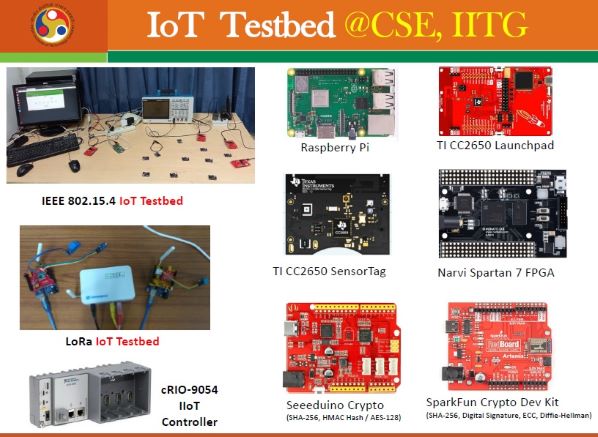 IoT Testbed @CSE, IITG
IEEE 802.15.4 IoT Testbed
Raspberry Pi
TI CC2650 Launchpad
TEXAS
INSTRUMENTS
TI CC2650 SensorTag
Narvi Spartan 7 FPGA
LoRa IoT Testbed
cRIO-9054
IIoT
Controller
Seeeduino Crypto
(SHA-256, HMAC Hash / AES-128)
SparkFun Crypto Dev Kit
(SHA-256, Digital Signature, ECC, Diffie-Hellman)